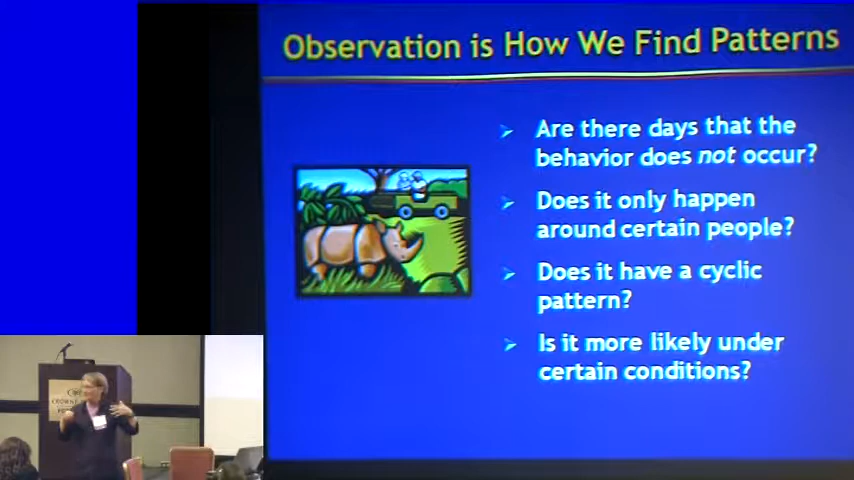 Observation is How We Find Patterns
Are there days that the
behavior does not occur?
Does it only happen
around certain people?
Does it have a cyclic
pattern?
Is it more likely under
certain conditions?